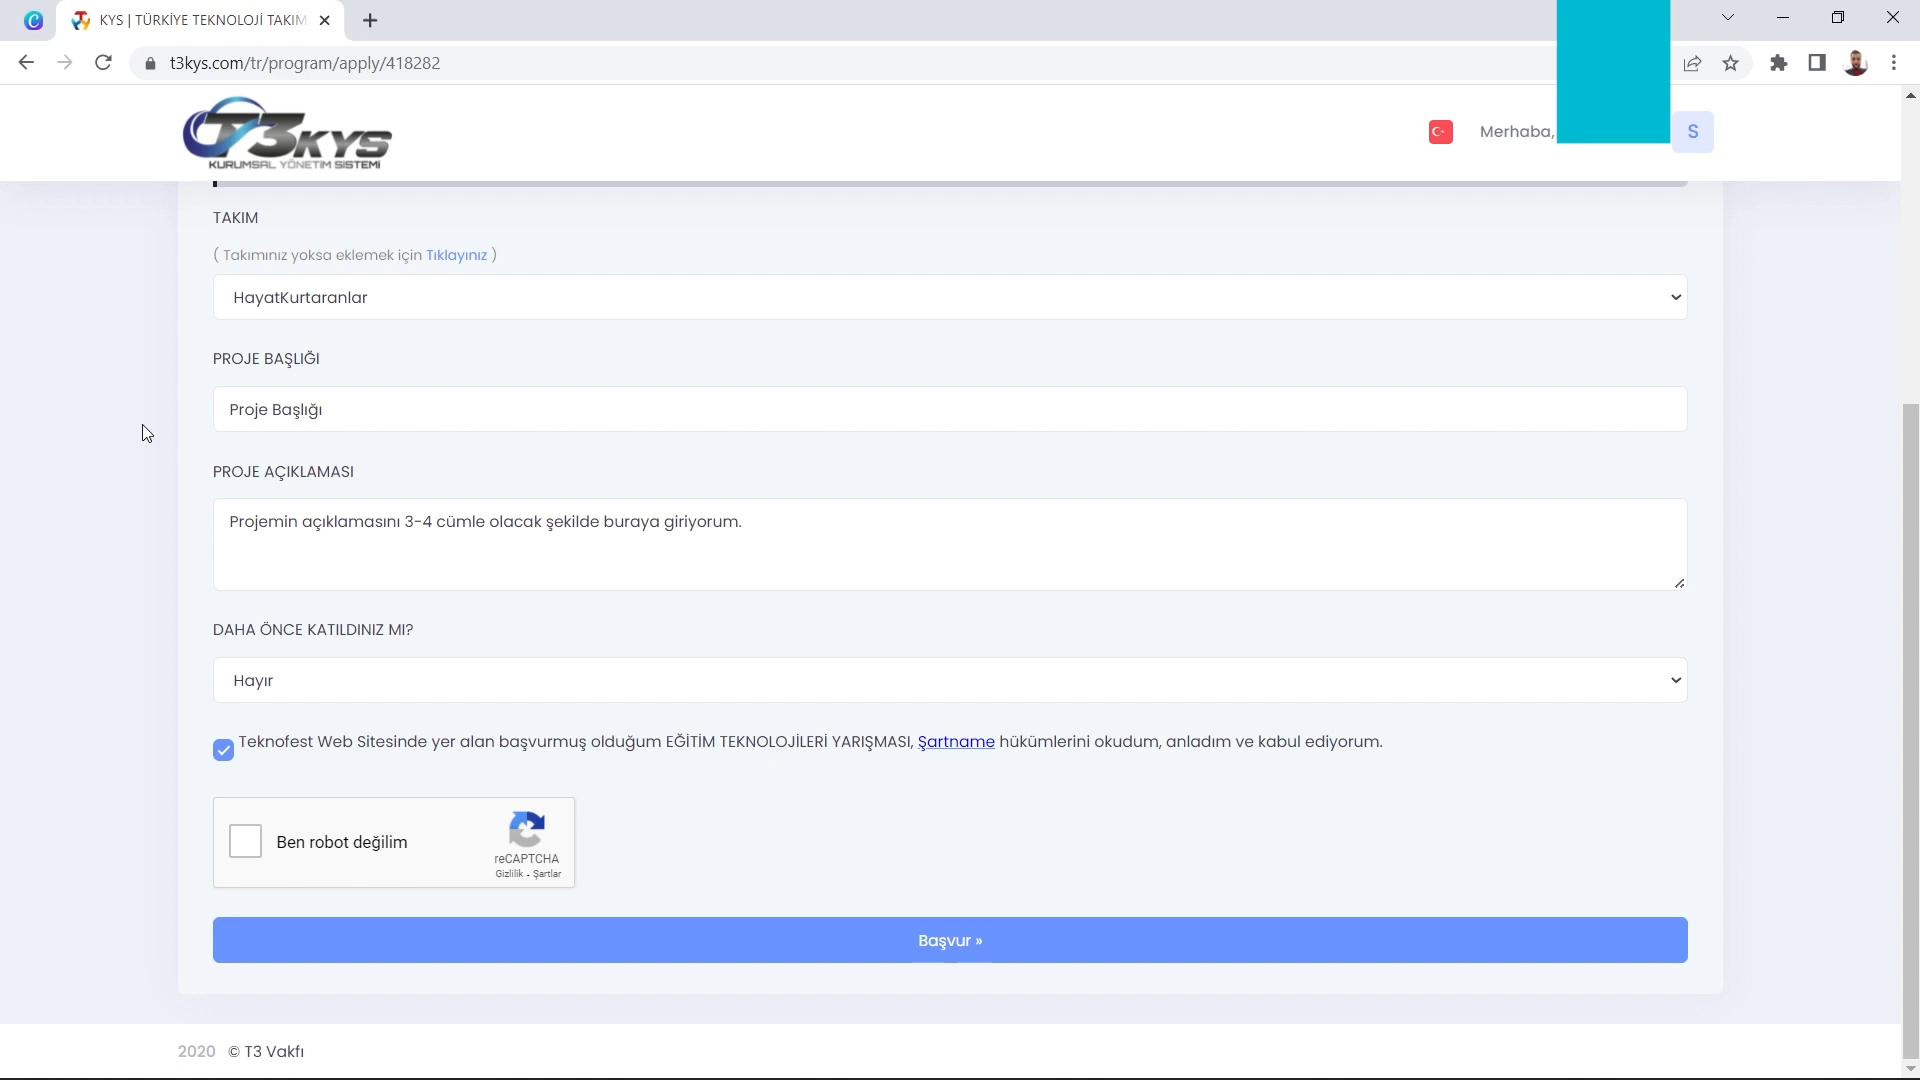 KYS | TÜRKİYE TEKNOLOJİ TAKIM
t3kys.com/tr/program/apply/418282
T3KYS
KURUMSAL YÖNETİM SİSTEMİ
Merhaba,
S
TAKIM
( Takımınız yoksa eklemek için Tıklayınız )
HayatKurtaranlar
PROJE BAŞLIĞI
Proje Başlığı
PROJE AÇIKLAMASI
Projemin açıklamasını 3-4 cümle olacak şekilde buraya giriyorum.
DAHA ÖNCE KATILDINIZ MI?
Hayır
Teknofest Web Sitesinde yer alan başvurmuş olduğum EĞİTİM TEKNOLOJİLERİ YARIŞMASI, Şartname hükümlerini okudum, anladım ve kabul ediyorum.
Ben robot değilim
reCAPTCHA
Gizlilik - Şartlar
Başvur »
2020 © T3 Vakfı